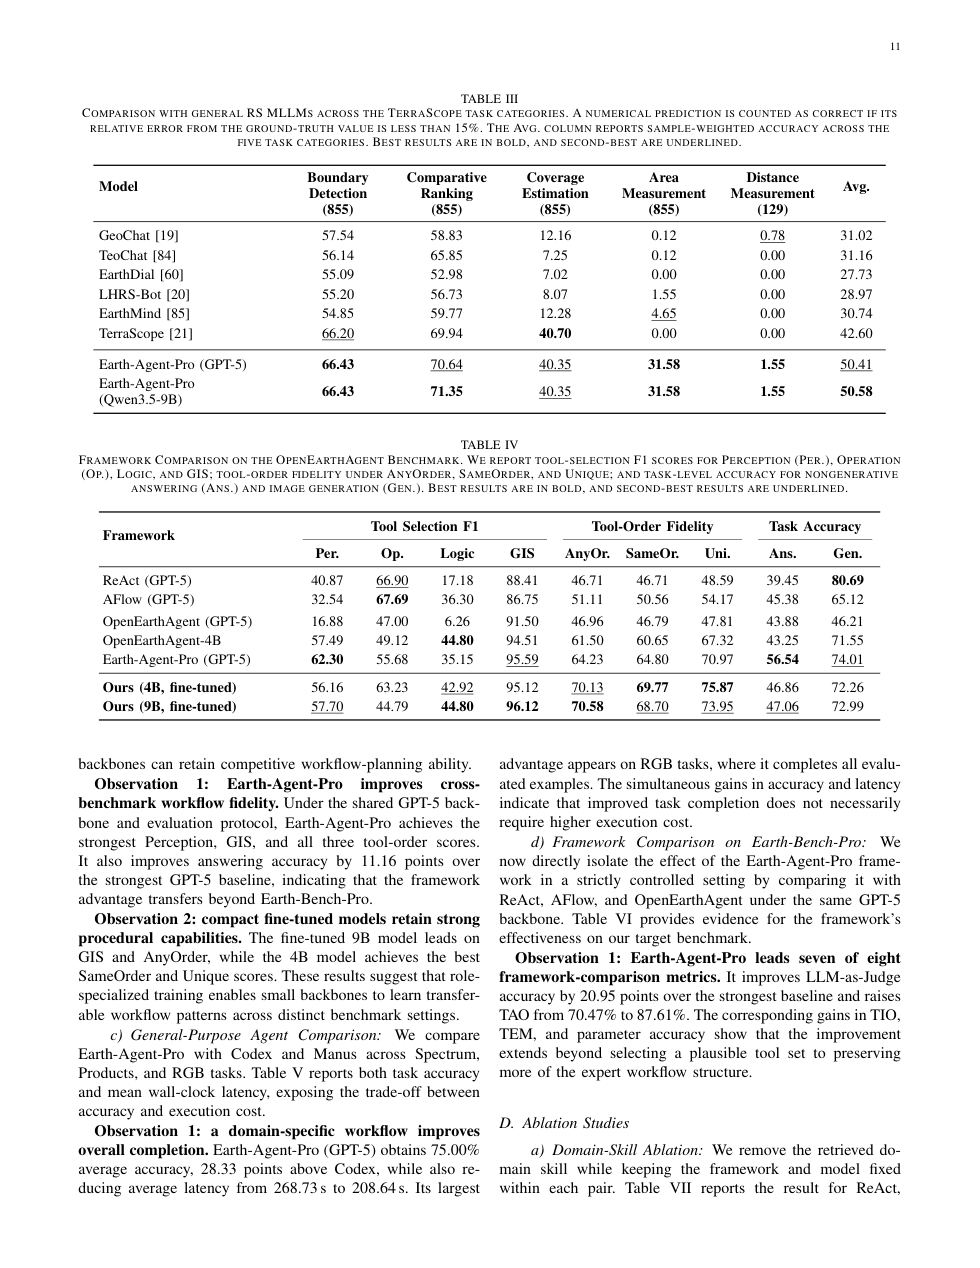 11
TABLE III
COMPARISON WITH GENERAL RS MLLMS ACROSS THE TERRASCOPE TASK CATEGORIES. A NUMERICAL PREDICTION IS COUNTED AS CORRECT IF ITS
RELATIVE ERROR FROM THE GROUND-TRUTH VALUE IS LESS THAN 15%. THE AVG. COLUMN REPORTS SAMPLE-WEIGHTED ACCURACY ACROSS THE
FIVE TASK CATEGORIES. BEST RESULTS ARE IN BOLD, AND SECOND-BEST ARE UNDERLINED.
Model Boundary Detection (855) Comparative Ranking (855) Coverage Estimation (855) Area Measurement (855) Distance Measurement (129) Avg.
GeoChat [19] 57.54 58.83 12.16 0.12 0.78 31.02
TeoChat [84] 56.14 65.85 7.25 0.12 0.00 31.16
EarthDial [60] 55.09 52.98 7.02 0.00 0.00 27.73
LHRS-Bot [20] 55.20 56.73 8.07 1.55 0.00 28.97
EarthMind [85] 54.85 59.77 12.28 4.65 0.00 30.74
TerraScope [21] 66.20 69.94 40.70 0.00 0.00 42.60
Earth-Agent-Pro (GPT-5) 66.43 70.64 40.35 31.58 1.55 50.41
Earth-Agent-Pro
(Qwen3.5-9B) 66.43 71.35 40.35 31.58 1.55 50.58
TABLE IV
FRAMEWORK COMPARISON ON THE OPENEARTHAGENT BENCHMARK. WE REPORT TOOL-SELECTION F1 SCORES FOR PERCEPTION (PER.), OPERATION
(OP.), LOGIC, AND GIS; TOOL-ORDER FIDELITY UNDER ANYORDER, SAMEORDER, AND UNIQUE; AND TASK-LEVEL ACCURACY FOR NONGENERATIVE
ANSWERING (ANS.) AND IMAGE GENERATION (GEN.). BEST RESULTS ARE IN BOLD, AND SECOND-BEST RESULTS ARE UNDERLINED.
Framework Tool Selection F1 Tool-Order Fidelity Task Accuracy
Per. Op. Logic GIS AnyOr. SameOr. Uni. Ans. Gen.
ReAct (GPT-5) 40.87 66.90 17.18 88.41 46.71 46.71 48.59 39.45 80.69
AFlow (GPT-5) 32.54 67.69 36.30 86.75 51.11 50.56 54.17 45.38 65.12
OpenEarthAgent (GPT-5) 16.88 47.00 6.26 91.50 46.96 46.79 47.81 43.88 46.21
OpenEarthAgent-4B 57.49 49.12 44.80 94.51 61.50 60.65 67.32 43.25 71.55
Earth-Agent-Pro (GPT-5) 62.30 55.68 35.15 95.59 64.23 64.80 70.97 56.54 74.01
Ours (4B, fine-tuned) 56.16 63.23 42.92 95.12 70.13 69.77 75.87 46.86 72.26
Ours (9B, fine-tuned) 57.70 44.79 44.80 96.12 70.58 68.70 73.95 47.06 72.99
backbones can retain competitive workflow-planning ability.
Observation 1: Earth-Agent-Pro improves cross-
benchmark workflow fidelity. Under the shared GPT-5 back-
bone and evaluation protocol, Earth-Agent-Pro achieves the
strongest Perception, GIS, and all three tool-order scores.
It also improves answering accuracy by 11.16 points over
the strongest GPT-5 baseline, indicating that the framework
advantage transfers beyond Earth-Bench-Pro.
Observation 2: compact fine-tuned models retain strong
procedural capabilities. The fine-tuned 9B model leads on
GIS and AnyOrder, while the 4B model achieves the best
SameOrder and Unique scores. These results suggest that role-
specialized training enables small backbones to learn transfer-
able workflow patterns across distinct benchmark settings.
c) General-Purpose Agent Comparison: We compare
Earth-Agent-Pro with Codex and Manus across Spectrum,
Products, and RGB tasks. Table V reports both task accuracy
and mean wall-clock latency, exposing the trade-off between
accuracy and execution cost.
Observation 1: a domain-specific workflow improves
overall completion. Earth-Agent-Pro (GPT-5) obtains 75.00%
average accuracy, 28.33 points above Codex, while also re-
ducing average latency from 268.73 s to 208.64 s. Its largest
advantage appears on RGB tasks, where it completes all evalu-
ated examples. The simultaneous gains in accuracy and latency
indicate that improved task completion does not necessarily
require higher execution cost.
d) Framework Comparison on Earth-Bench-Pro: We
now directly isolate the effect of the Earth-Agent-Pro frame-
work in a strictly controlled setting by comparing it with
ReAct, AFlow, and OpenEarthAgent under the same GPT-5
backbone. Table VI provides evidence for the framework's
effectiveness on our target benchmark.
Observation 1: Earth-Agent-Pro leads seven of eight
framework-comparison metrics. It improves LLM-as-Judge
accuracy by 20.95 points over the strongest baseline and raises
TAO from 70.47% to 87.61%. The corresponding gains in TIO,
TEM, and parameter accuracy show that the improvement
extends beyond selecting a plausible tool set to preserving
more of the expert workflow structure.
D. Ablation Studies
a) Domain-Skill Ablation: We remove the retrieved do-
main skill while keeping the framework and model fixed
within each pair. Table VII reports the result for ReAct,